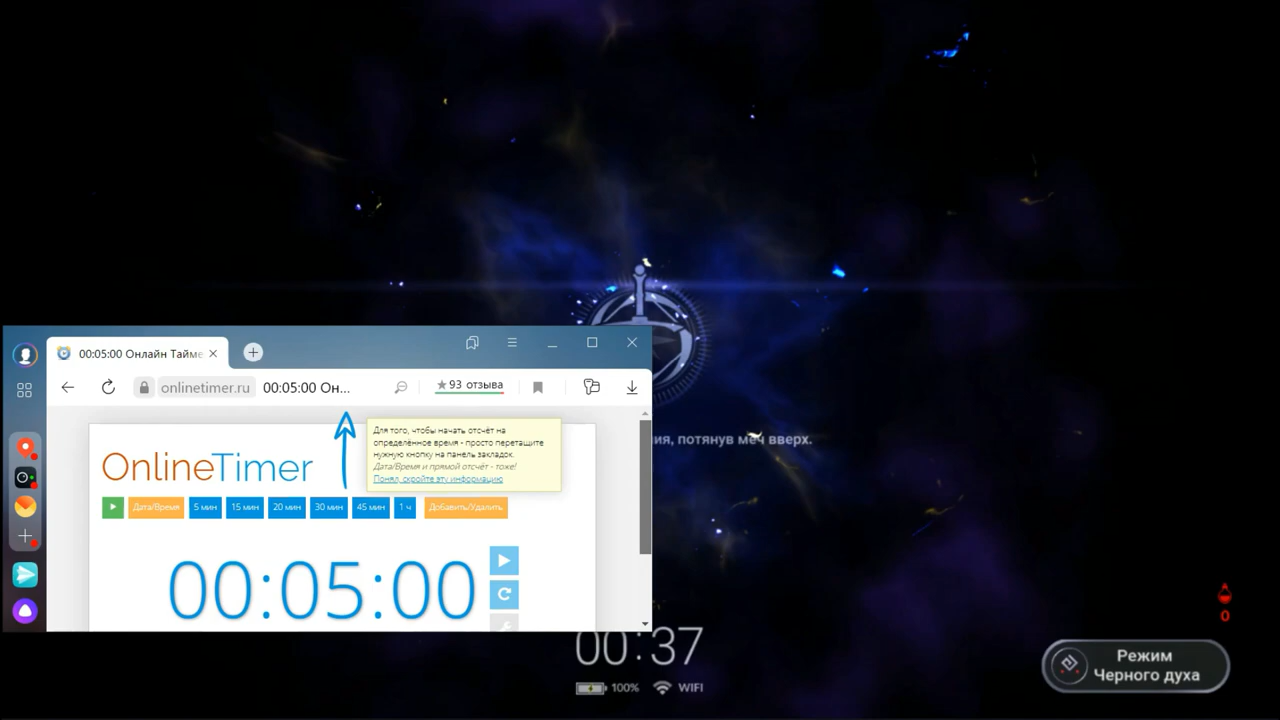 00:05:00 Онлайн Тайме
onlinetimer.ru 00:05:00 Он... 93 отзыва
Для того, чтобы начать отсчёт на
определённое время - просто перетащите
нужную кнопку на панель закладок.
Дата/Время и прямой отсчёт - тоже!
Понял, скройте эту информацию
OnlineTimer
Дата/Время 5 мин 15 мин 20 мин 30 мин 45 мин 1 ч Добавить/Удалить
00:05:00
потянув меч вверх.
00:37
100% WIFI
0
Режим
Черного духа